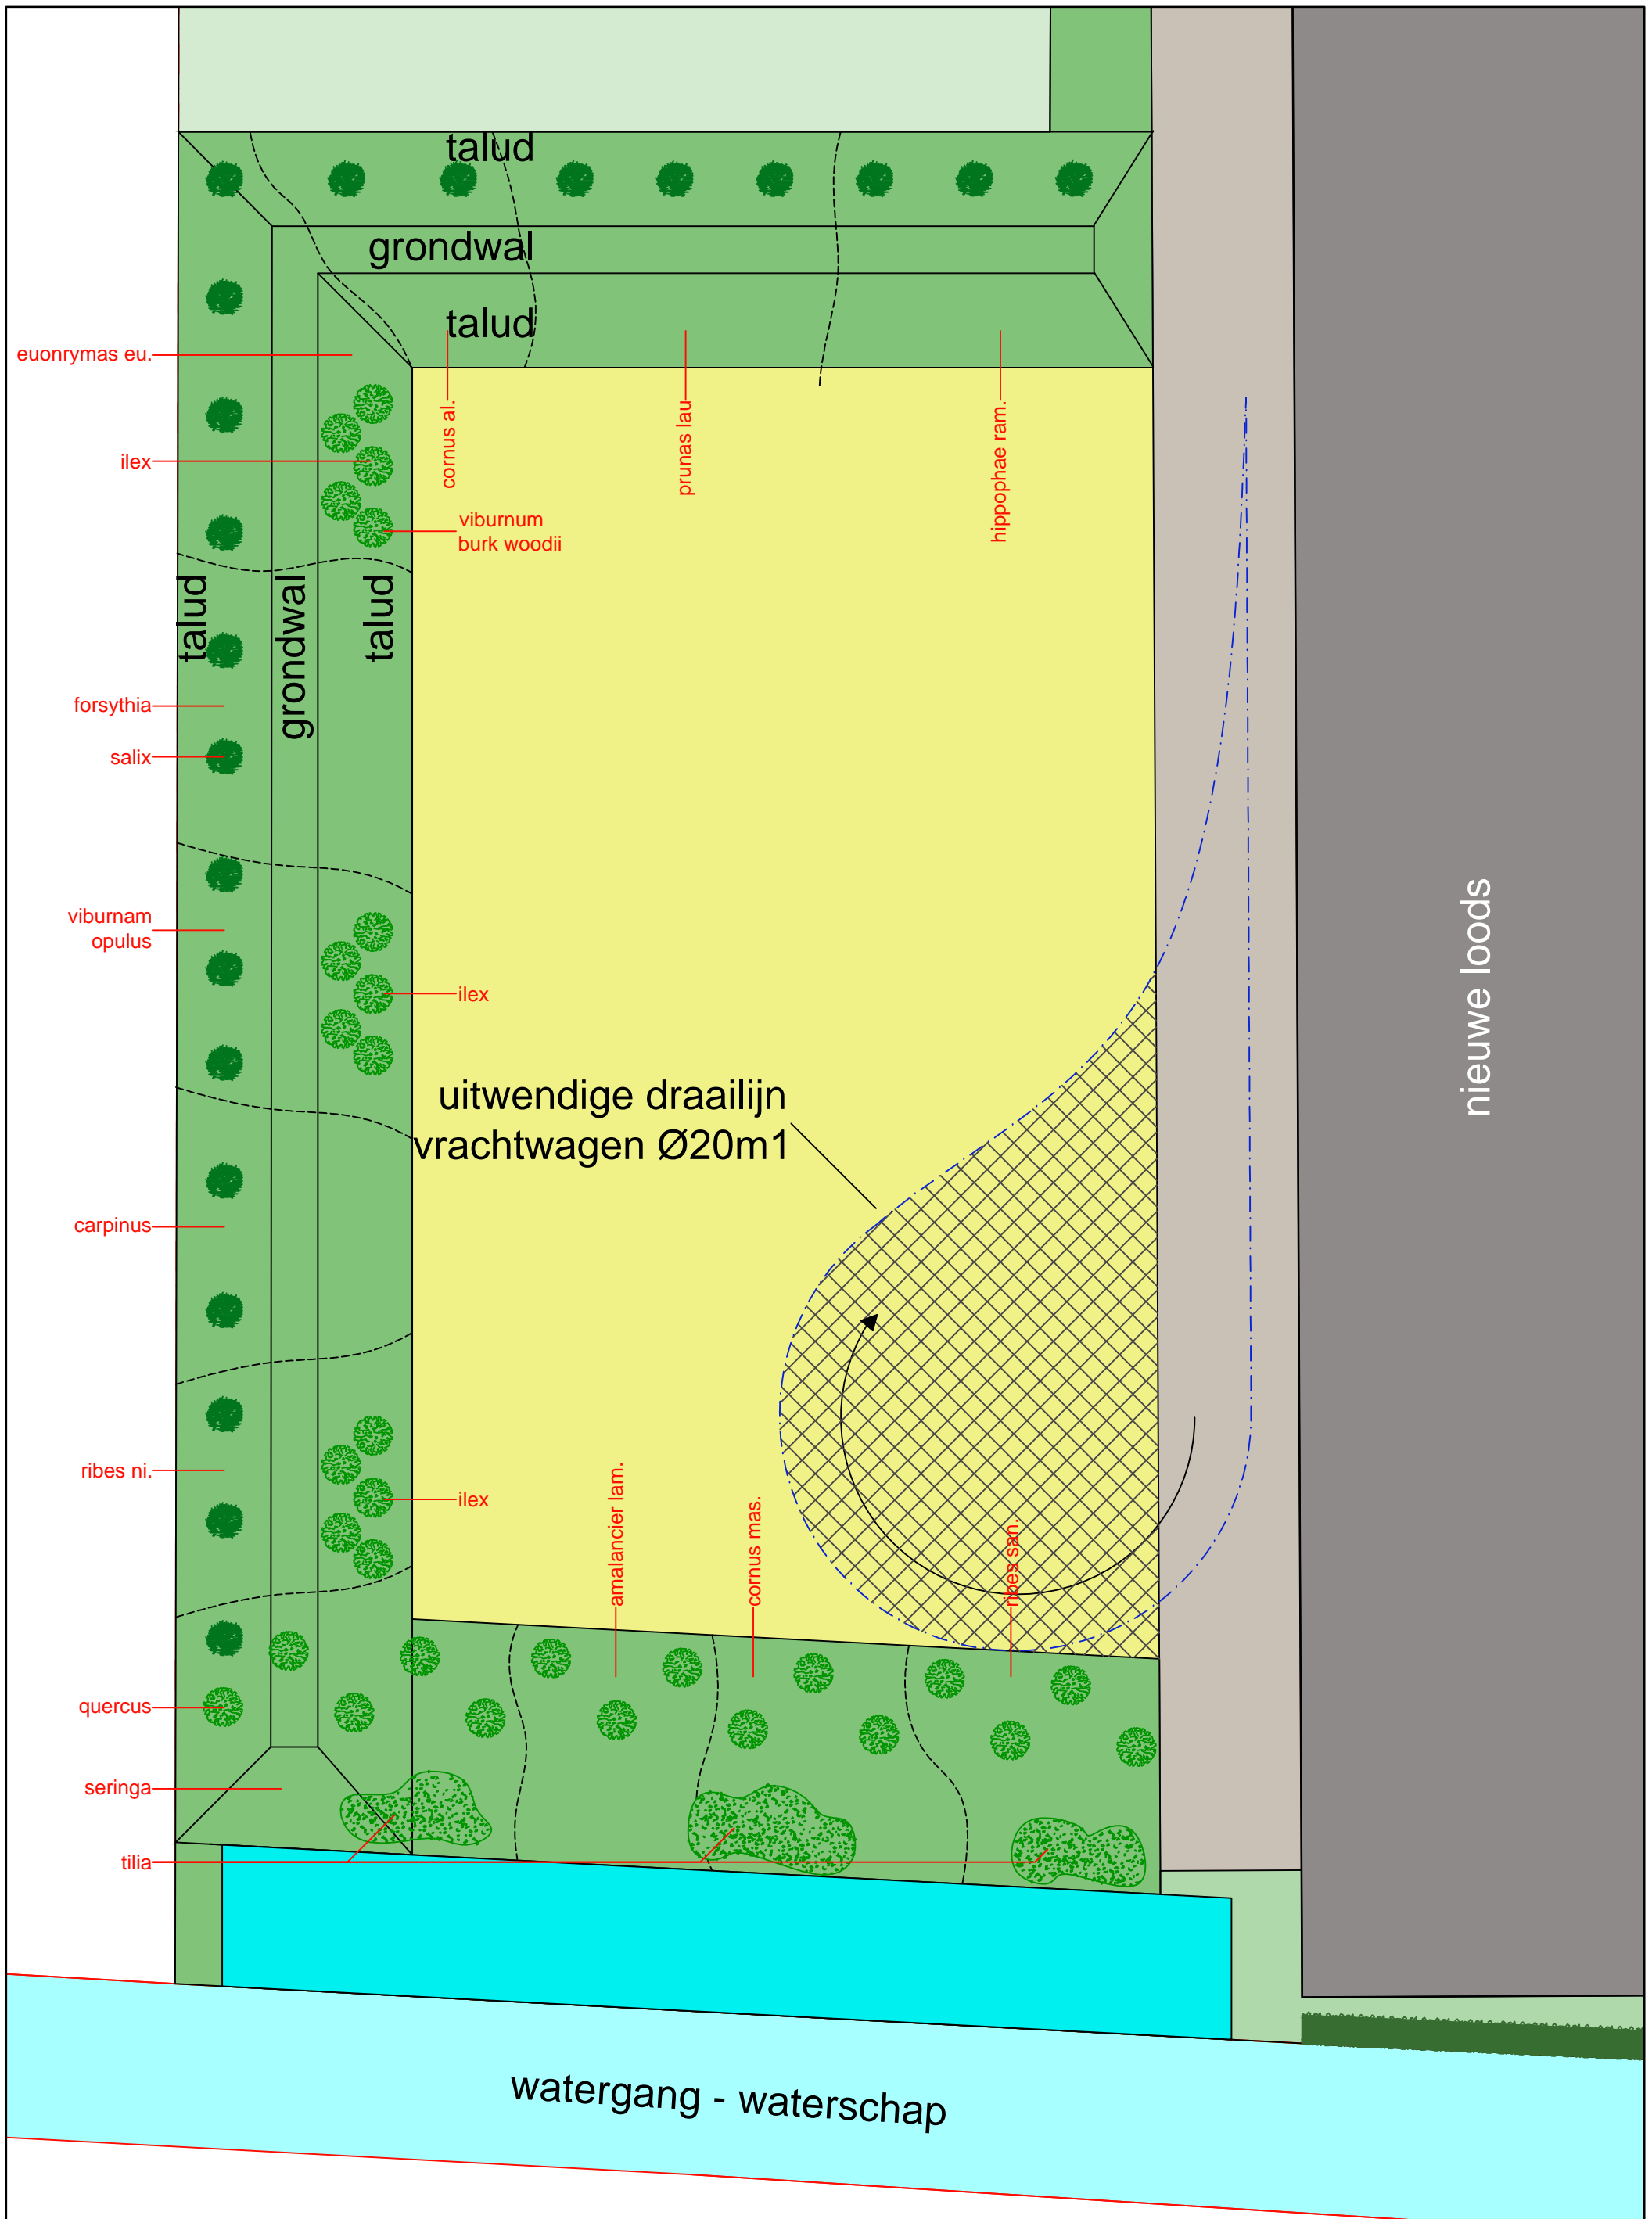 talud
grondwal
talud
euonrymas eu.
ilex
cornus al.
prunas lau
hippophae ram.
viburnum
burk woodii
talud
grondwal
talud
forsythia
salix
viburnam
opulus
ilex
nieuwe loods
uitwendige draailijn
vrachtwagen Ø20m1
carpinus
ribes ni.
ilex
amalancier lam.
cornus mas.
ribes san.
quercus
seringa
tilia
watergang - waterschap